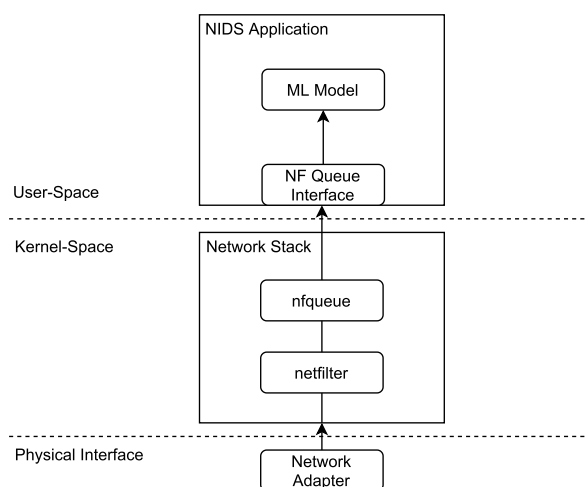 NIDS Application
ML Model
NF Queue
Interface
User-Space
Kernel-Space
Network Stack
nfqueue
netfilter
Physical Interface
Network
Adapter